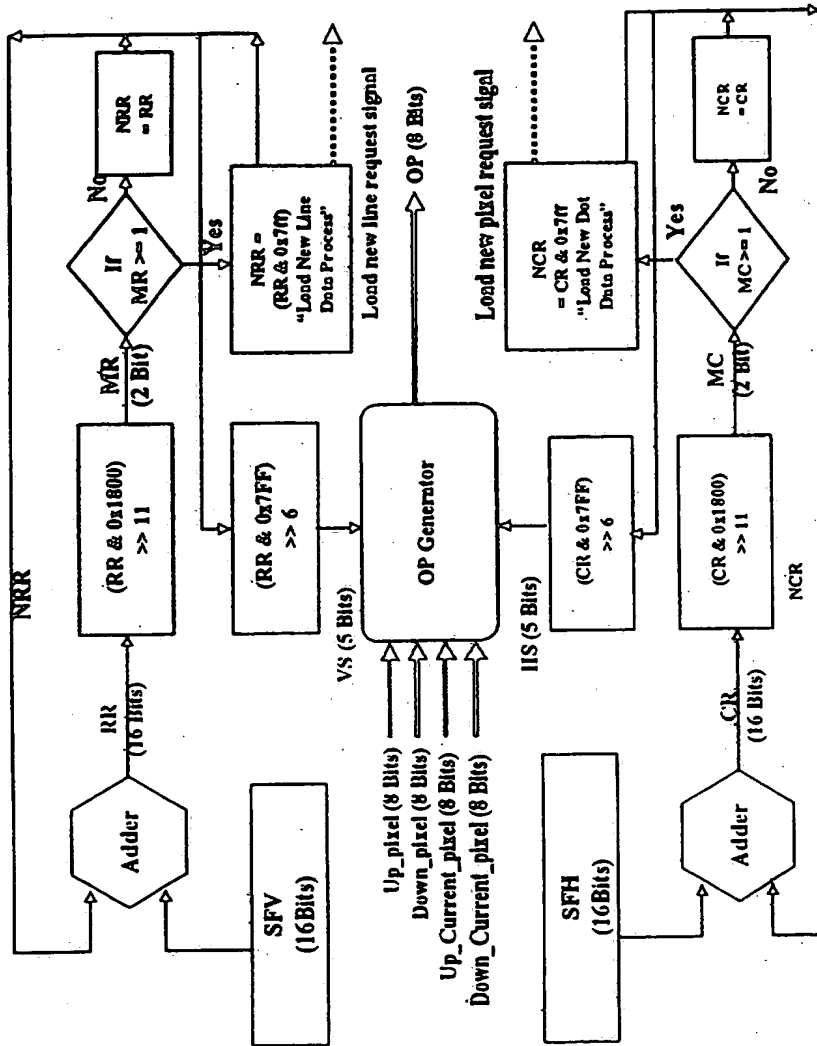 NRR
SFV
(16Bits)
Adder
RR
(16 Bits)
(RR & 0x1800)
>> 11
MR
(2 Bit)
If
MR >= 1
No
NRR
= RR
Yes
NRR =
(RR & 0x7ff)
"Load New Line
Data Process"
Load new line request signal
(RR & 0x7FF)
>> 6
VS (5 Bits)
Up_pixel (8 Bits)
Down_pixel (8 Bits)
Up_Current_pixel (8 Bits)
Down_Current_pixel (8 Bits)
OP Generator
OP (8 Bits)
HS (5 Bits)
(CR & 0x7FF)
>> 6
Load new pixel request sigal
NCR
= CR & 0x7ff
"Load New Dot
Data Process"
Yes
SFH
(16Bits)
Adder
CR
(16 Bits)
(CR & 0x1800)
>> 11
MC
(2 Bit)
If
MC >= 1
No
NCR
= CR
NCR